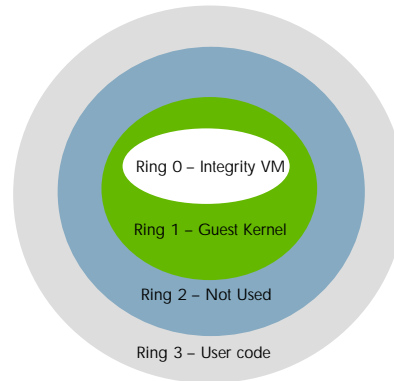 Ring 0 – Integrity VM
Ring 1 – Guest Kernel
Ring 2 – Not Used
Ring 3 – User code